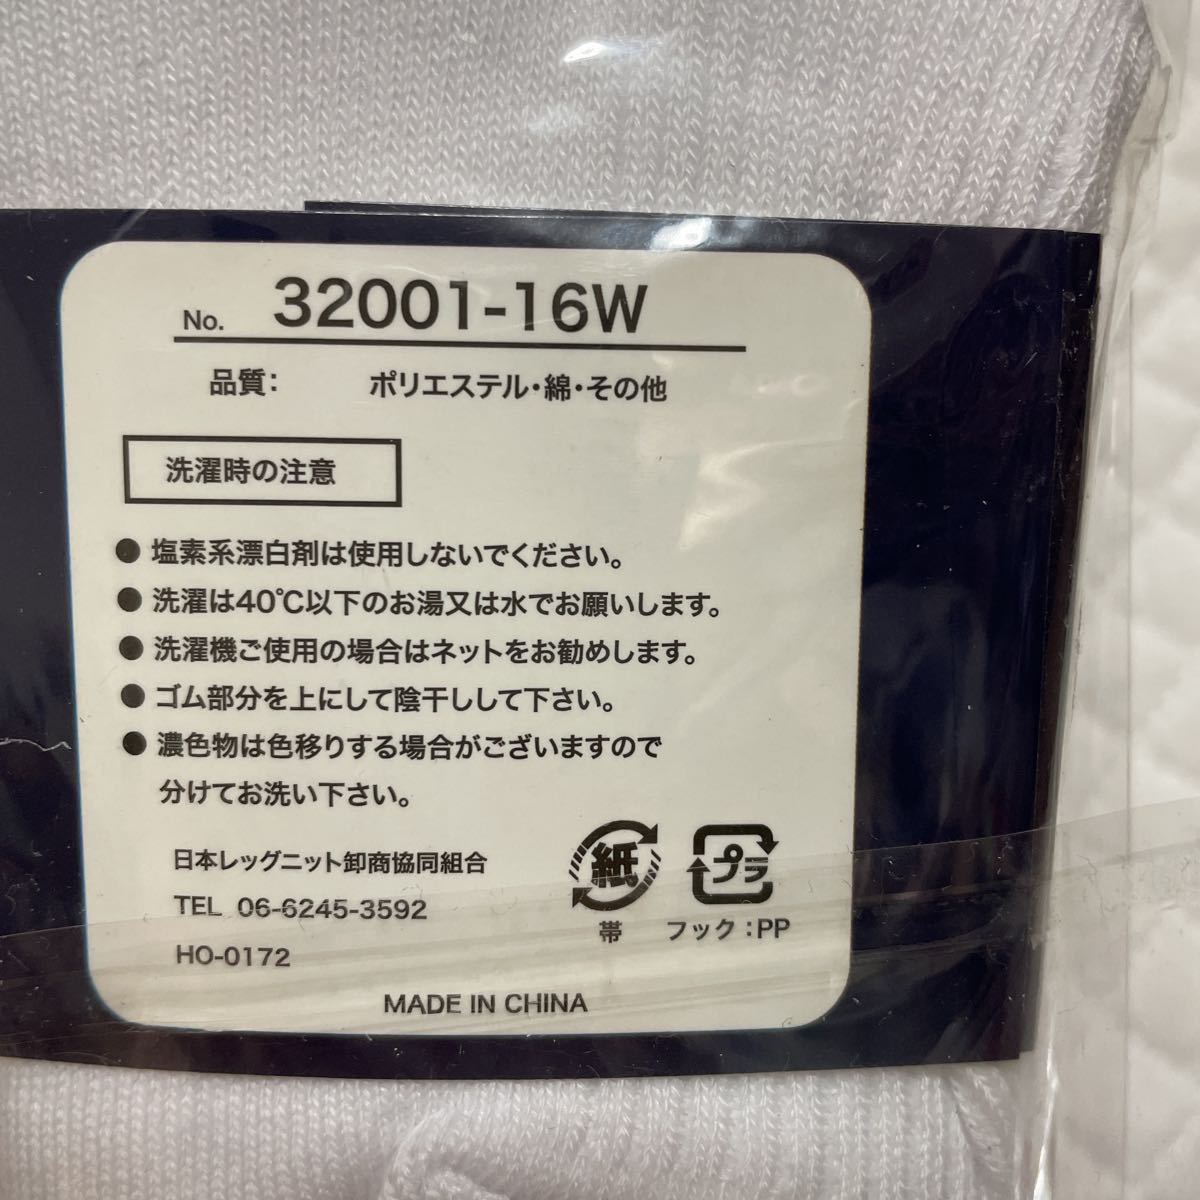 No. 32001-16W
品質： ポリエステル・綿・その他
洗濯時の注意
● 塩素系漂白剤は使用しないでください。
● 洗濯は40℃以下のお湯又は水でお願いします。
● 洗濯機ご使用の場合はネットをお勧めします。
● ゴム部分を上にして陰干しして下さい。
● 濃色物は色移りする場合がございますので
分けてお洗い下さい。
日本レッグニット卸商協同組合
TEL 06-6245-3592
HO-0172
紙
帯
プラ
フック：PP
MADE IN CHINA